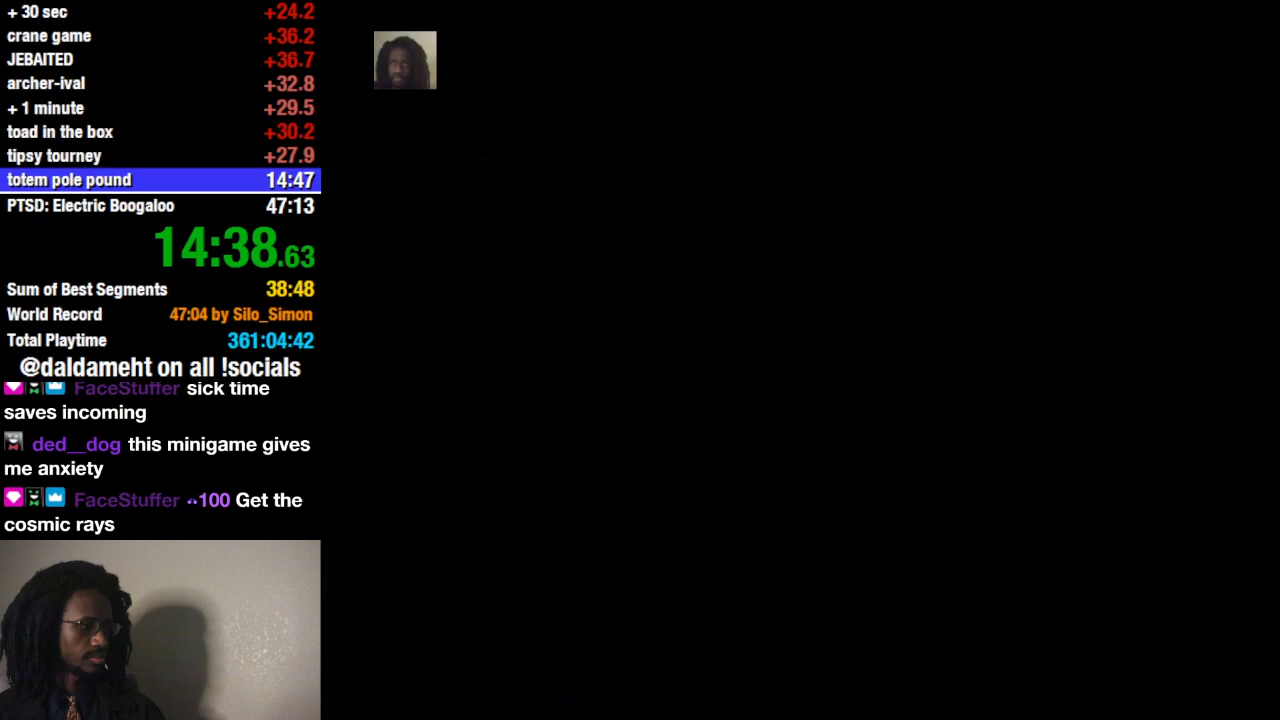 + 30 sec +24.2
crane game +36.2
JEBAITED +36.7
archer-ival +32.8
+ 1 minute +29.5
toad in the box +30.2
tipsy tourney +27.9
totem pole pound 14:47
PTSD: Electric Boogaloo 47:13
14:38.63
Sum of Best Segments 38:48
World Record 47:04 by Silo_Simon
Total Playtime 361:04:42
@daldameht on all !socials
FaceStuffer sick time
saves incoming
ded__dog this minigame gives
me anxiety
FaceStuffer 100 Get the
cosmic rays